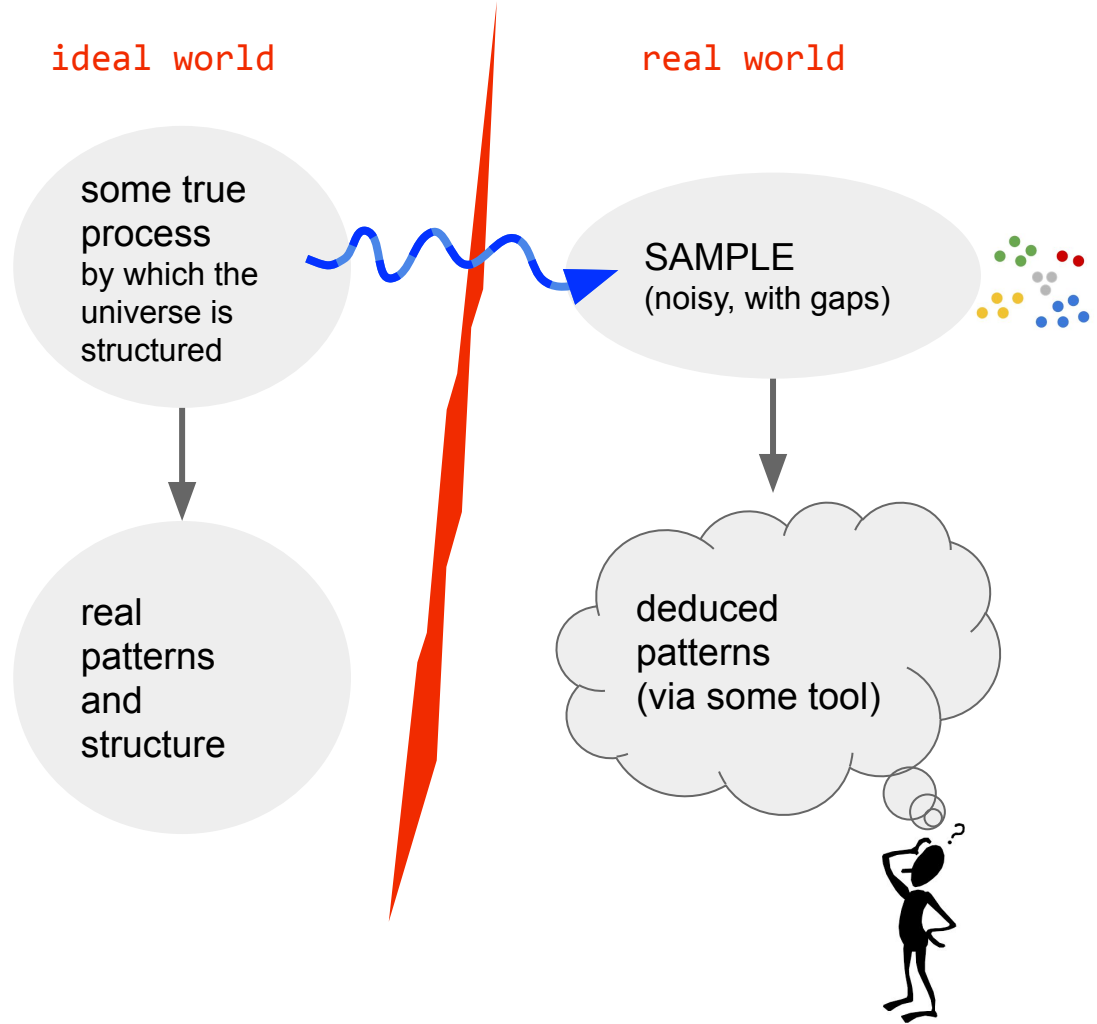 ideal world
real world
some true
process
by which the
universe is
structured
SAMPLE
(noisy, with gaps)
real
patterns
and
structure
deduced
patterns
(via some tool)
?